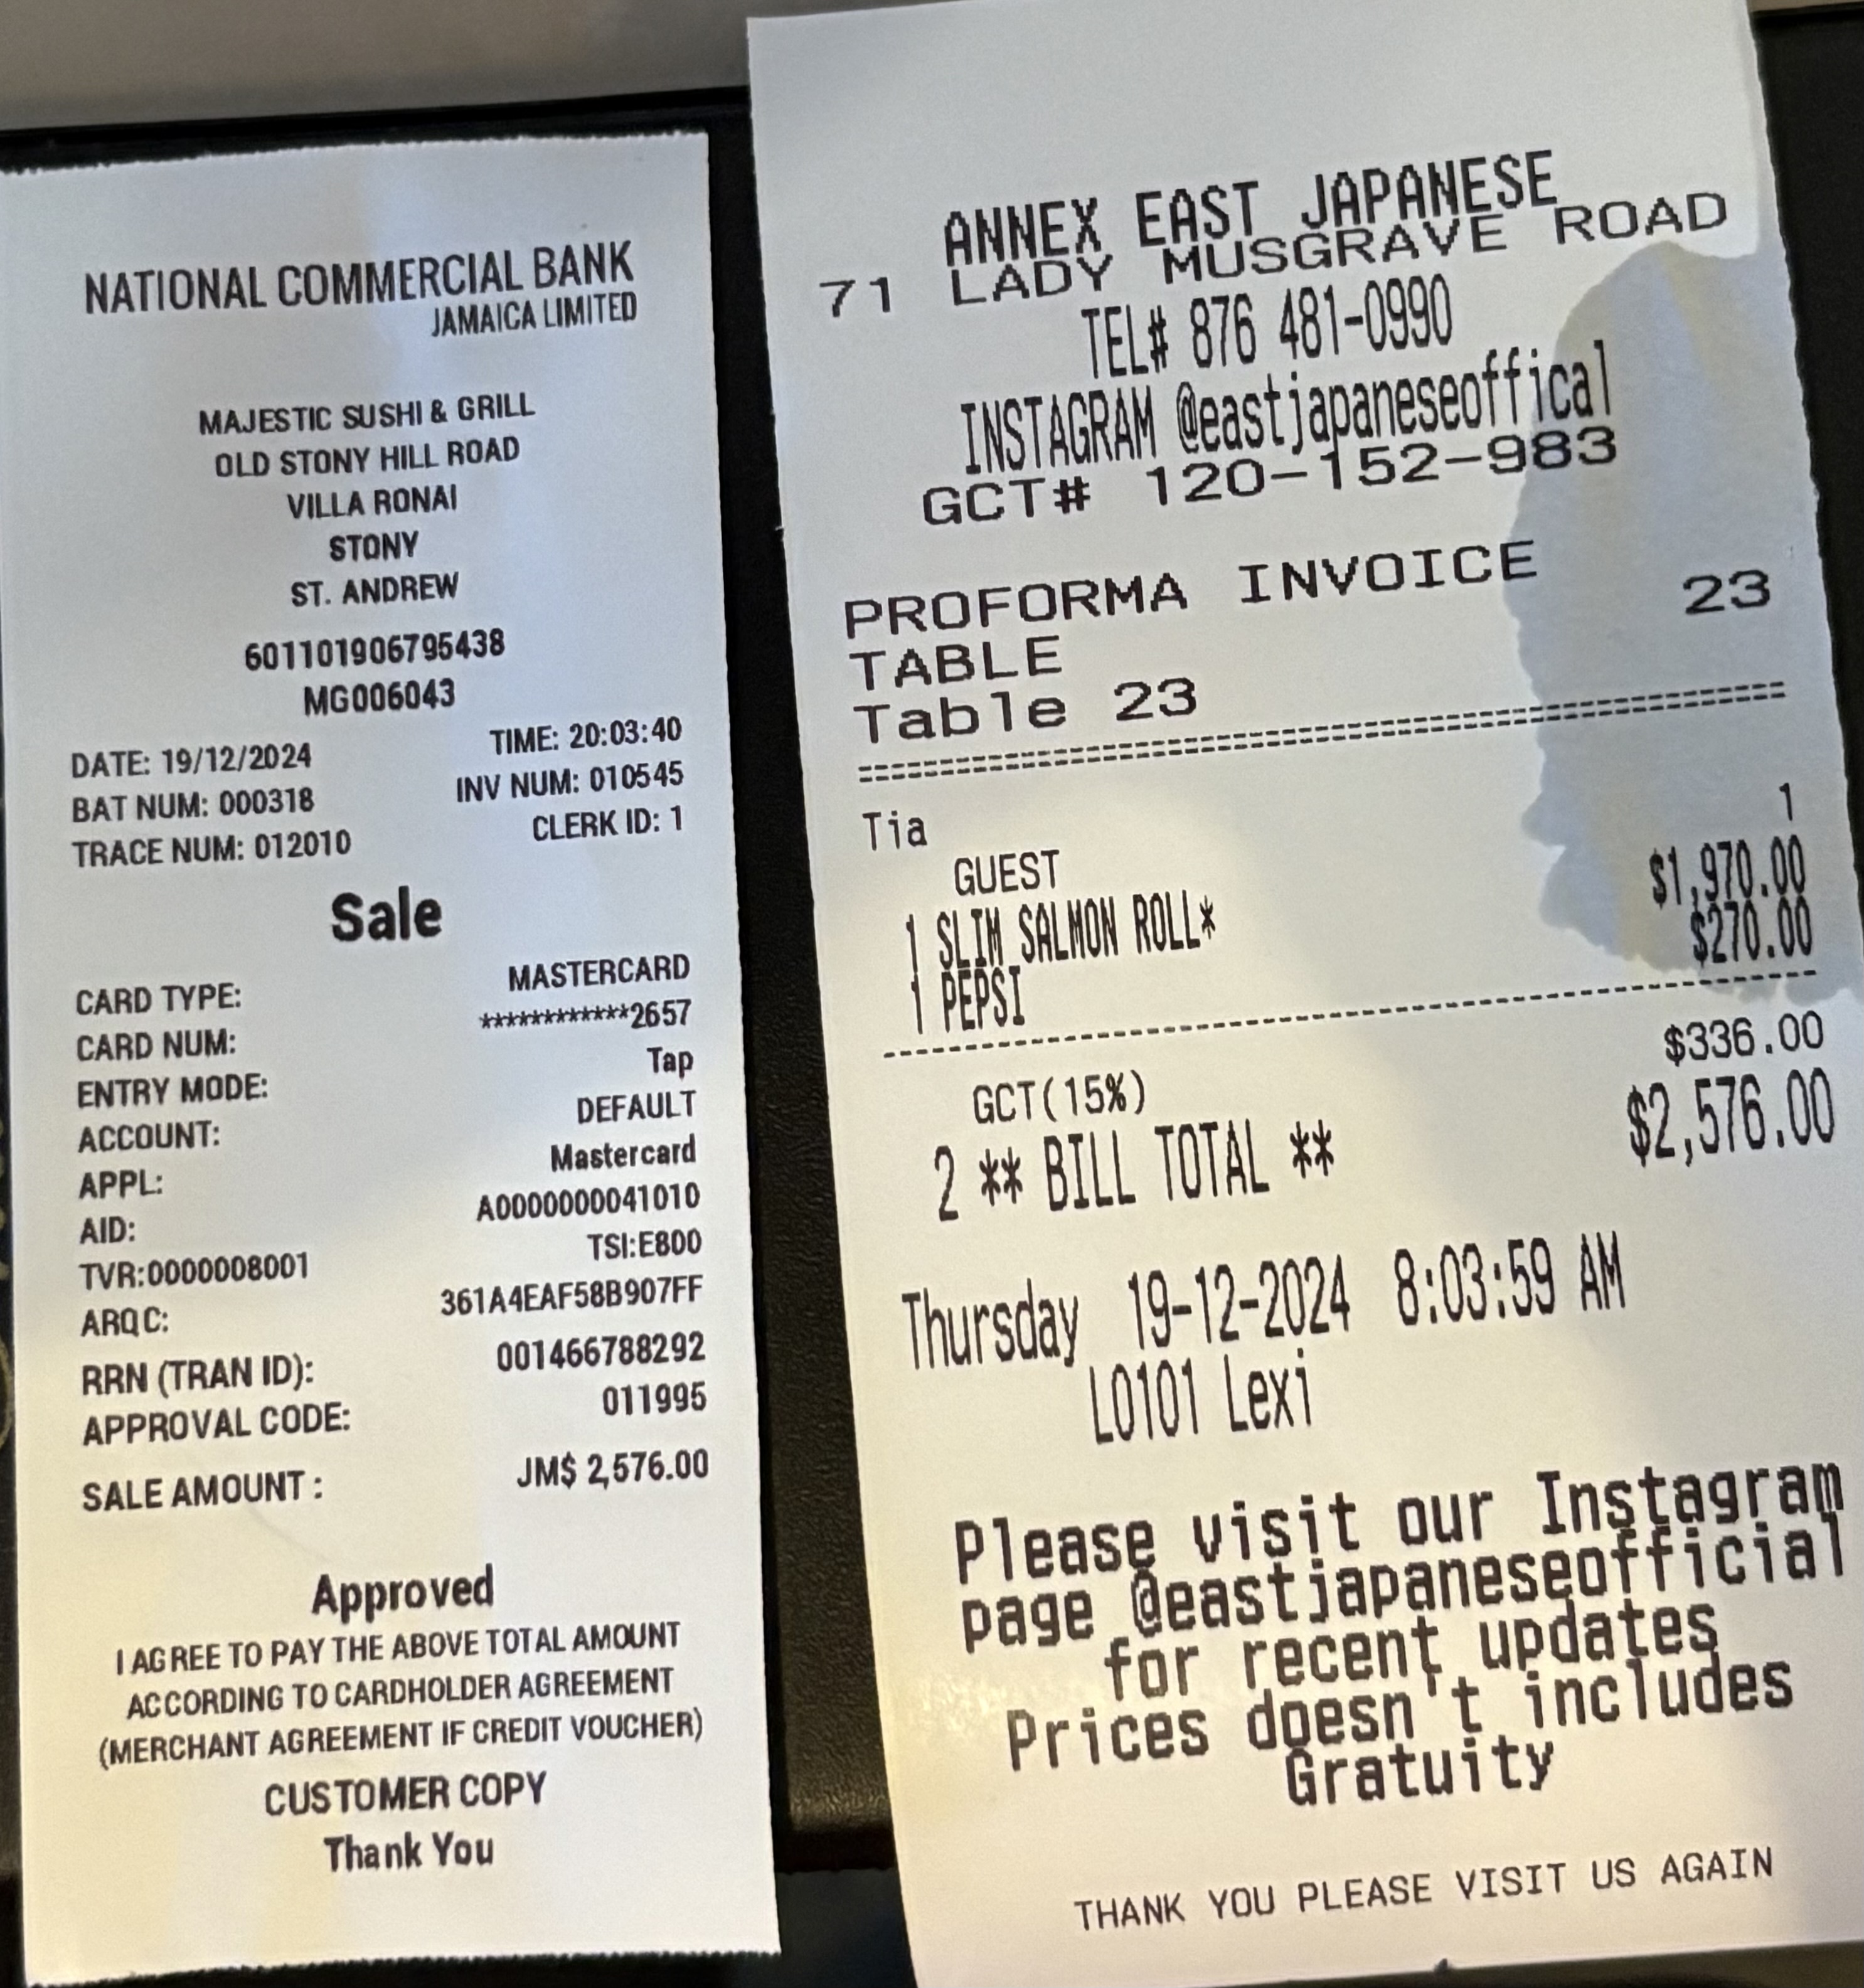 NATIONAL COMMERCIAL BANK
JAMAICA LIMITED
MAJESTIC SUSHI & GRILL
OLD STONY HILL ROAD
VILLA RONAI
STONY
ST. ANDREW
601101906795438
MG006043
DATE: 19/12/2024 TIME: 20:03:40
BAT NUM: 000318 INV NUM: 010545
TRACE NUM: 012010 CLERK ID: 1
Sale
CARD TYPE: MASTERCARD
CARD NUM: ************2657
ENTRY MODE: Tap
ACCOUNT: DEFAULT
APPL: Mastercard
AID: A0000000041010
TVR:0000008001 TSI:E800
ARQC: 361A4EAF58B907FF
RRN (TRAN ID): 001466788292
APPROVAL CODE: 011995
SALE AMOUNT : JM$ 2,576.00
Approved
I AGREE TO PAY THE ABOVE TOTAL AMOUNT
ACCORDING TO CARDHOLDER AGREEMENT
(MERCHANT AGREEMENT IF CREDIT VOUCHER)
CUSTOMER COPY
Thank You
ANNEX EAST JAPANESE
71 LADY MUSGRAVE ROAD
TEL# 876 481-0990
INSTAGRAM @eastjapaneseoffical
GCT# 120-152-983
PROFORMA INVOICE
TABLE 23
Table 23
Tia
GUEST 1
1 SLIM SALMON ROLL* $1,970.00
1 PEPSI $270.00
GCT(15%) $336.00
2 ** BILL TOTAL ** $2,576.00
Thursday 19-12-2024 8:03:59 AM
L0101 Lexi
Please visit our Instagram
page @eastjapaneseofficial
for recent updates
Prices doesn't includes
Gratuity
THANK YOU PLEASE VISIT US AGAIN